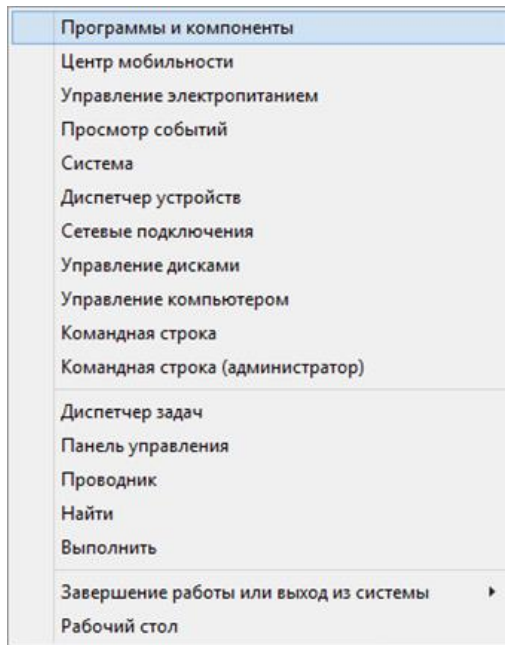 Программы и компоненты
Центр мобильности
Управление электропитанием
Просмотр событий
Система
Диспетчер устройств
Сетевые подключения
Управление дисками
Управление компьютером
Командная строка
Командная строка (администратор)
Диспетчер задач
Панель управления
Проводник
Найти
Выполнить
Завершение работы или выход из системы
Рабочий стол